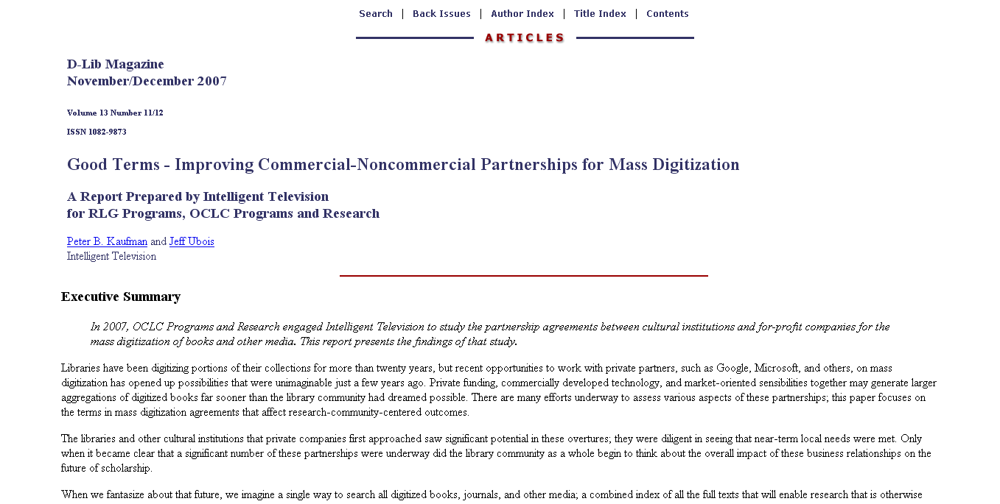 Search | Back Issues | Author Index | Title Index | Contents
ARTICLES
D-Lib Magazine
November/December 2007
Volume 13 Number 11/12
ISSN 1082-9873
Good Terms - Improving Commercial-Noncommercial Partnerships for Mass Digitization
A Report Prepared by Intelligent Television
for RLG Programs, OCLC Programs and Research
Peter B. Kaufman and Jeff Ubois
Intelligent Television
Executive Summary
In 2007, OCLC Programs and Research engaged Intelligent Television to study the partnership agreements between cultural institutions and for-profit companies for the
mass digitization of books and other media. This report presents the findings of that study.
Libraries have been digitizing portions of their collections for more than twenty years, but recent opportunities to work with private partners, such as Google, Microsoft, and others, on mass
digitization has opened up possibilities that were unimaginable just a few years ago. Private funding, commercially developed technology, and market-oriented sensibilities together may generate larger
aggregations of digitized books far sooner than the library community had dreamed possible. There are many efforts underway to assess various aspects of these partnerships; this paper focuses on
the terms in mass digitization agreements that affect research-community-centered outcomes.
The libraries and other cultural institutions that private companies first approached saw significant potential in these overtures; they were diligent in seeing that near-term local needs were met. Only
when it became clear that a significant number of these partnerships were underway did the library community as a whole begin to think about the overall impact of these business relationships on the
future of scholarship.
When we fantasize about that future, we imagine a single way to search all digitized books, journals, and other media; a combined index of all the full texts that will enable research that is otherwise